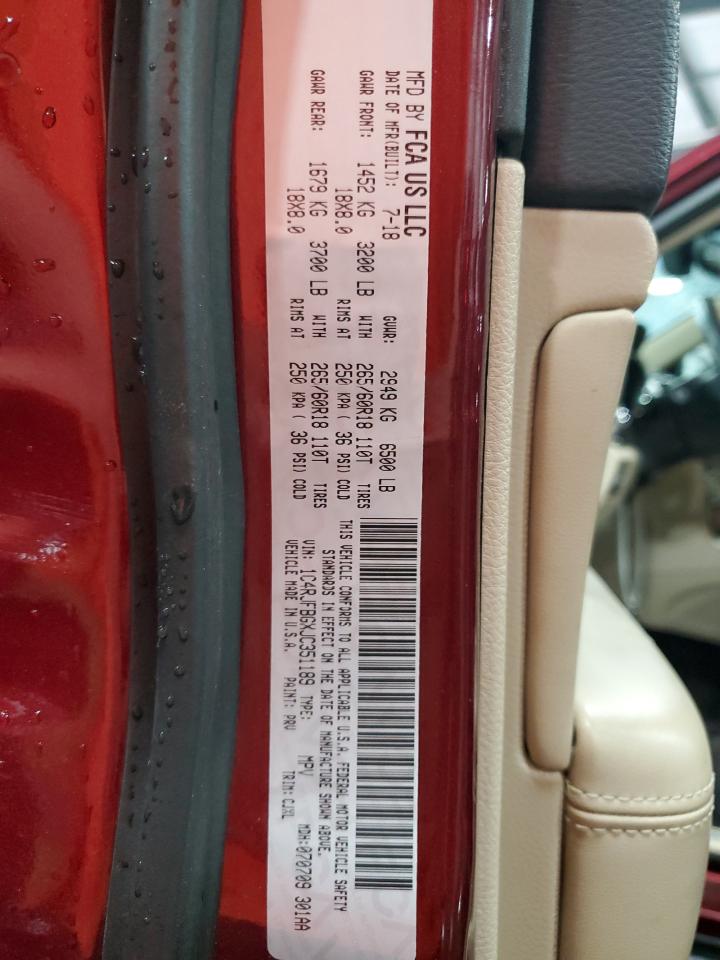 MFD BY FCA US LLC
DATE OF MFR(BUILT): 7-18 GVWR: 2949 KG 6500 LB
GAWR FRONT: 1452 KG 3200 LB WITH 265/60R18 110T TIRES
18X8.0 RIMS AT 250 KPA ( 36 PSI) COLD
GAWR REAR: 1679 KG 3700 LB WITH 265/60R18 110T TIRES
18X8.0 RIMS AT 250 KPA ( 36 PSI) COLD
THIS VEHICLE CONFORMS TO ALL APPLICABLE U.S.A. FEDERAL MOTOR VEHICLE SAFETY
STANDARDS IN EFFECT ON THE DATE OF MANUFACTURE SHOWN ABOVE.
VIN: 1C4RJFBGXJC351189 TYPE: MPV MDH:070709 301AA
VEHICLE MADE IN U.S.A. PAINT: PRV TRIM: CJXL